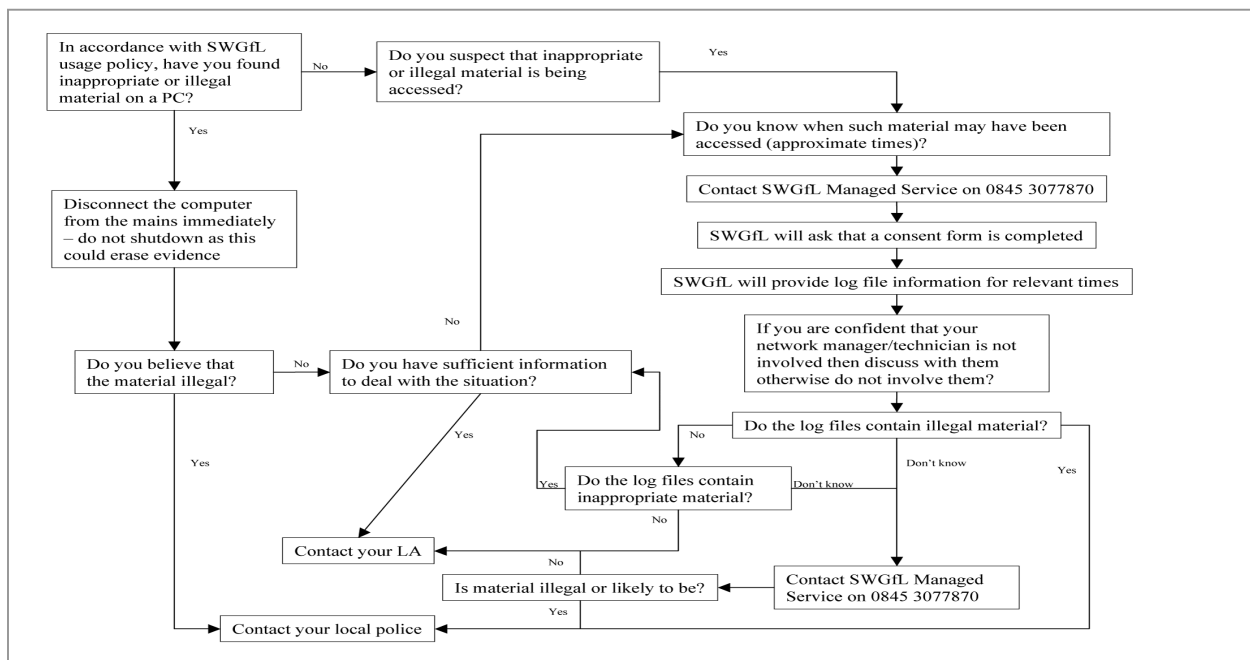 In accordance with SWGfL
usage policy, have you found
inappropriate or illegal
material on a PC?
No
Do you suspect that inappropriate
or illegal material is being
accessed?
Yes
Yes
Do you know when such material may have been
accessed (approximate times)?
Contact SWGfL Managed Service on 0845 3077870
Disconnect the computer
from the mains immediately
– do not shutdown as this
could erase evidence
SWGfL will ask that a consent form is completed
SWGfL will provide log file information for relevant times
No
If you are confident that your
network manager/technician is not
involved then discuss with them
otherwise do not involve them?
Do you believe that
the material illegal?
No
Do you have sufficient information
to deal with the situation?
Do the log files contain illegal material?
Yes
No
Yes
Don't know
Yes
Do the log files contain
inappropriate material?
Yes
Don't know
No
Contact your LA
No
Is material illegal or likely to be?
Contact SWGfL Managed
Service on 0845 3077870
Yes
Contact your local police